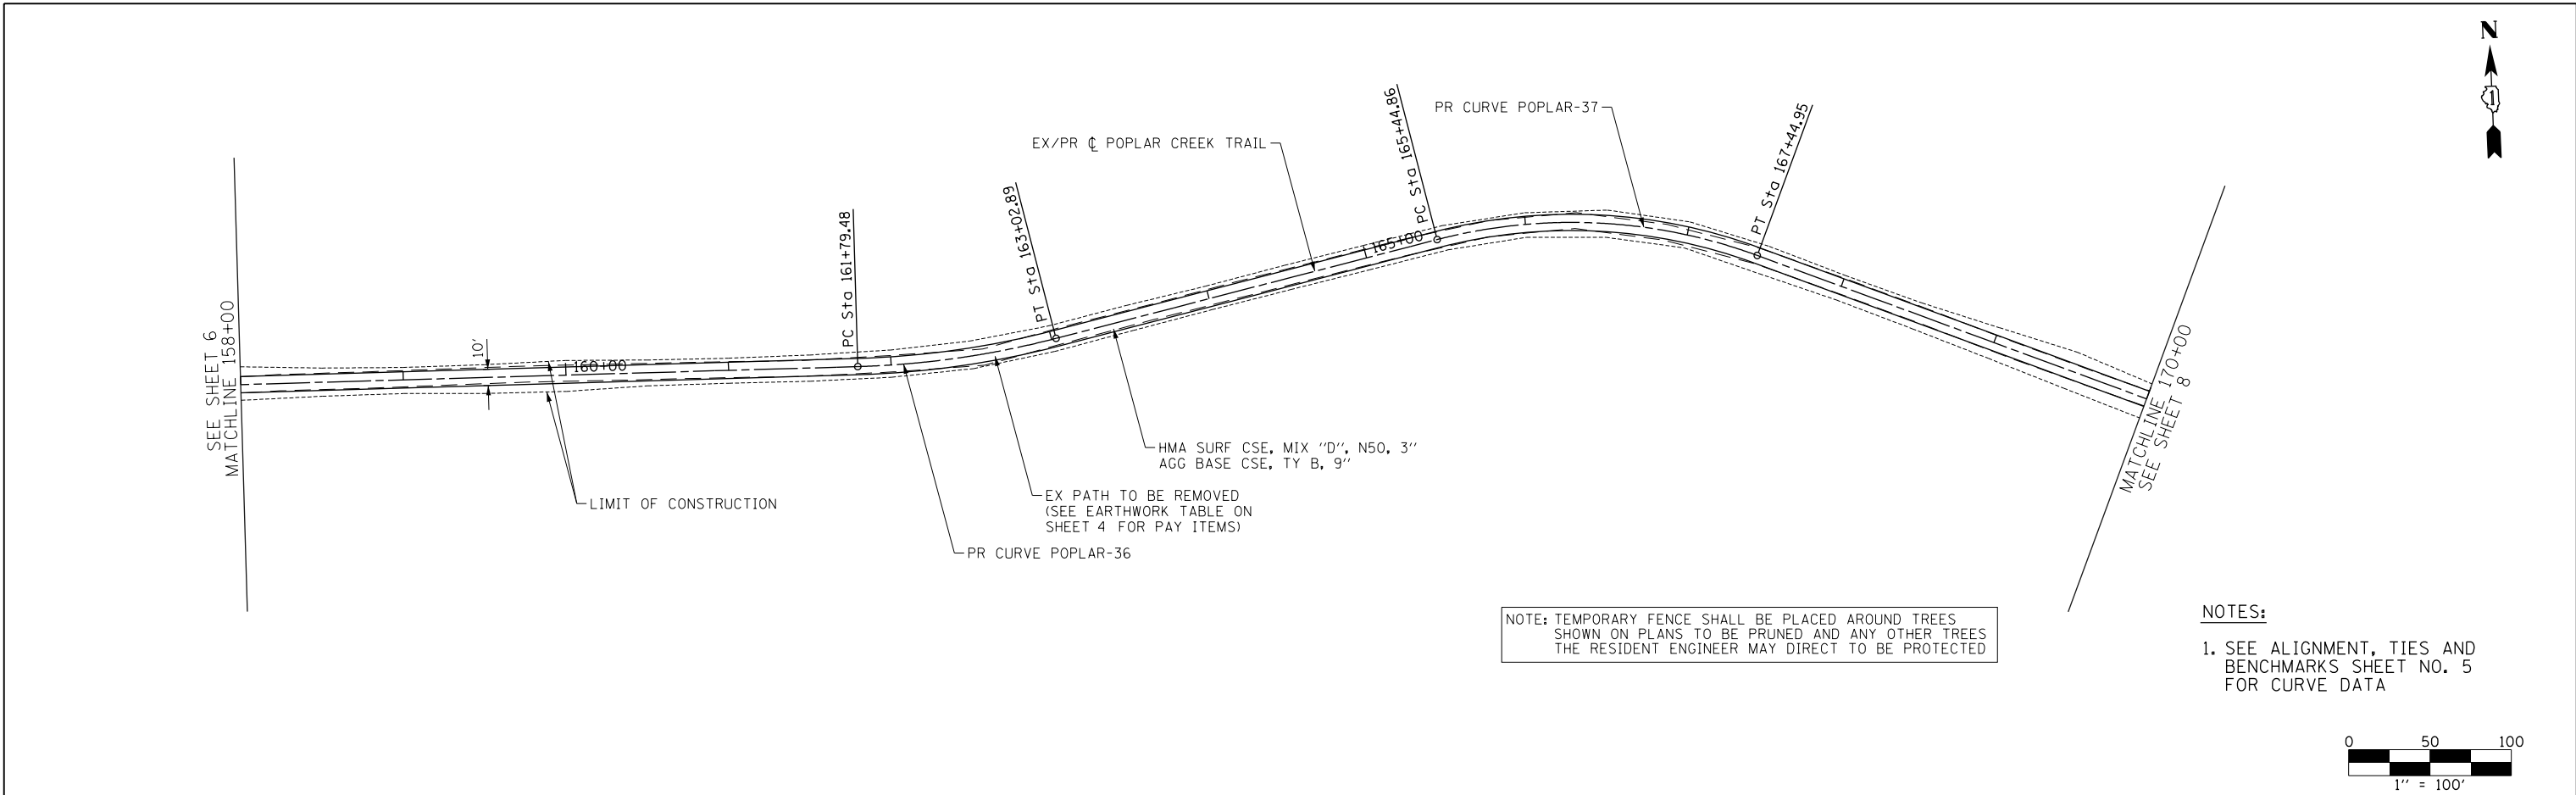 N
1
EX/PR ℄ POPLAR CREEK TRAIL
PR CURVE POPLAR-37
PC Sta 161+79.48
PT Sta 163+02.89
PC Sta 165+44.86
PT Sta 167+44.95
SEE SHEET 6
MATCHLINE 158+00
10'
160+00
165+00
MATCHLINE 170+00
SEE SHEET 8
HMA SURF CSE, MIX "D", N50, 3"
AGG BASE CSE, TY B, 9"
LIMIT OF CONSTRUCTION
EX PATH TO BE REMOVED
(SEE EARTHWORK TABLE ON
SHEET 4 FOR PAY ITEMS)
PR CURVE POPLAR-36
NOTE: TEMPORARY FENCE SHALL BE PLACED AROUND TREES
SHOWN ON PLANS TO BE PRUNED AND ANY OTHER TREES
THE RESIDENT ENGINEER MAY DIRECT TO BE PROTECTED
NOTES:
1. SEE ALIGNMENT, TIES AND
BENCHMARKS SHEET NO. 5
FOR CURVE DATA
0 50 100
1" = 100'